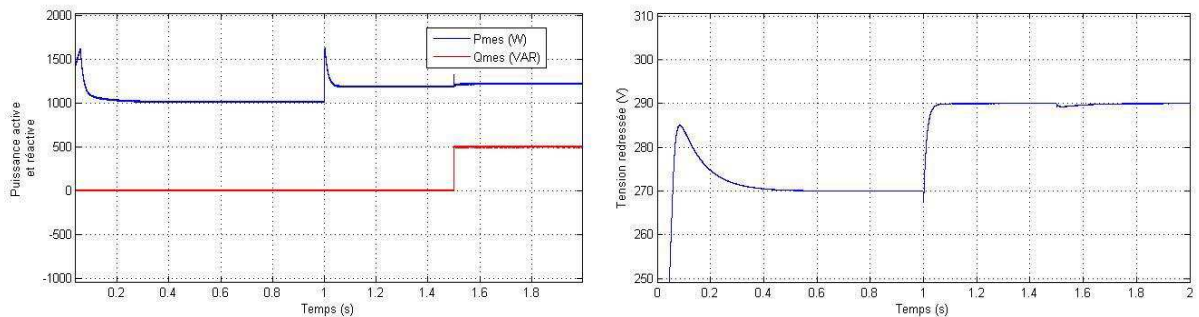 2000
1500
1000
500
0
-500
-1000
Puissance active
et réactive
Pmes (W)
Qmes (VAR)
0.2 0.4 0.6 0.8 1 1.2 1.4 1.6 1.8
Temps (s)
310
300
290
280
270
260
250
Tension redressée (V)
0 0.2 0.4 0.6 0.8 1 1.2 1.4 1.6 1.8 2
Temps (s)